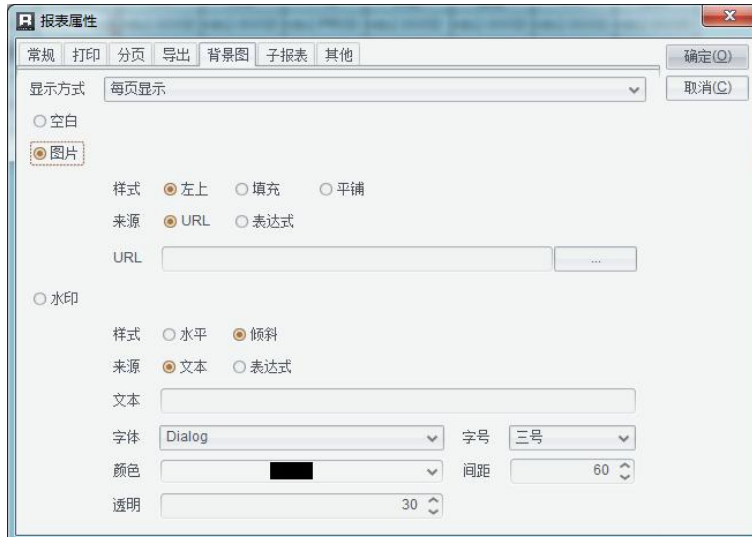 R 报表属性
常规 打印 分页 导出 背景图 子报表 其他 确定(O)
显示方式 每页显示 取消(C)
空白
图片
样式 左上 填充 平铺
来源 URL 表达式
URL ...
水印
样式 水平 倾斜
来源 文本 表达式
文本
字体 Dialog 字号 三号
颜色 间距 60
透明 30